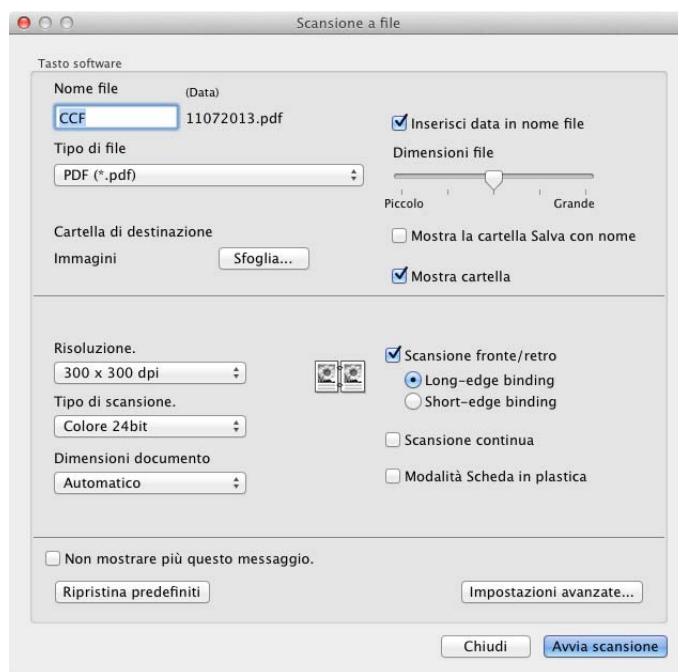 Scansione a file
Tasto software
Nome file
(Data)
CCF
11072013.pdf
Inserisci data in nome file
Tipo di file
Dimensioni file
PDF (*.pdf)
Piccolo
Grande
Cartella di destinazione
Mostra la cartella Salva con nome
Immagini
Sfoglia...
Mostra cartella
Risoluzione.
Scansione fronte/retro
300 x 300 dpi
Long-edge binding
Tipo di scansione.
Short-edge binding
Colore 24bit
Scansione continua
Dimensioni documento
Modalità Scheda in plastica
Automatico
Non mostrare più questo messaggio.
Ripristina predefiniti
Impostazioni avanzate...
Chiudi
Avvia scansione